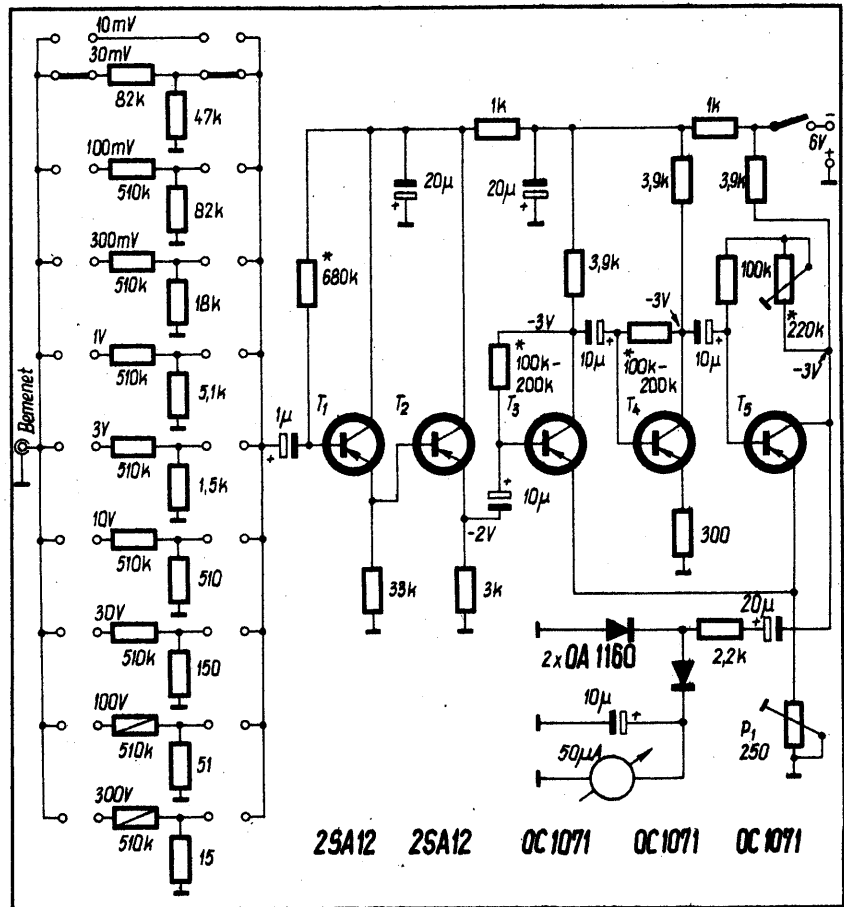 10mV
30mV
82k
47k
1k
1k
6V
-
+
100mV
510k
82k
20µ
+
20µ
+
3,9k
3,9k
300mV
510k
18k
*
680k
3,9k
100k
*
220k
-3V
-3V
-3V
1V
510k
5,1k
*
100k-
200k
10µ
+
*
100k-
200k
10µ
+
Bemenet
3V
510k
1,5k
1µ
+
T1
T2
T3
T4
T5
10µ
+
-2V
10V
510k
510
33k
3k
300
30V
510k
150
2x OA 1160
2,2k
20µ
+
100V
510k
51
10µ
+
50µA
P1
250
300V
510k
15
2SA12
2SA12
OC1071
OC1071
OC1071